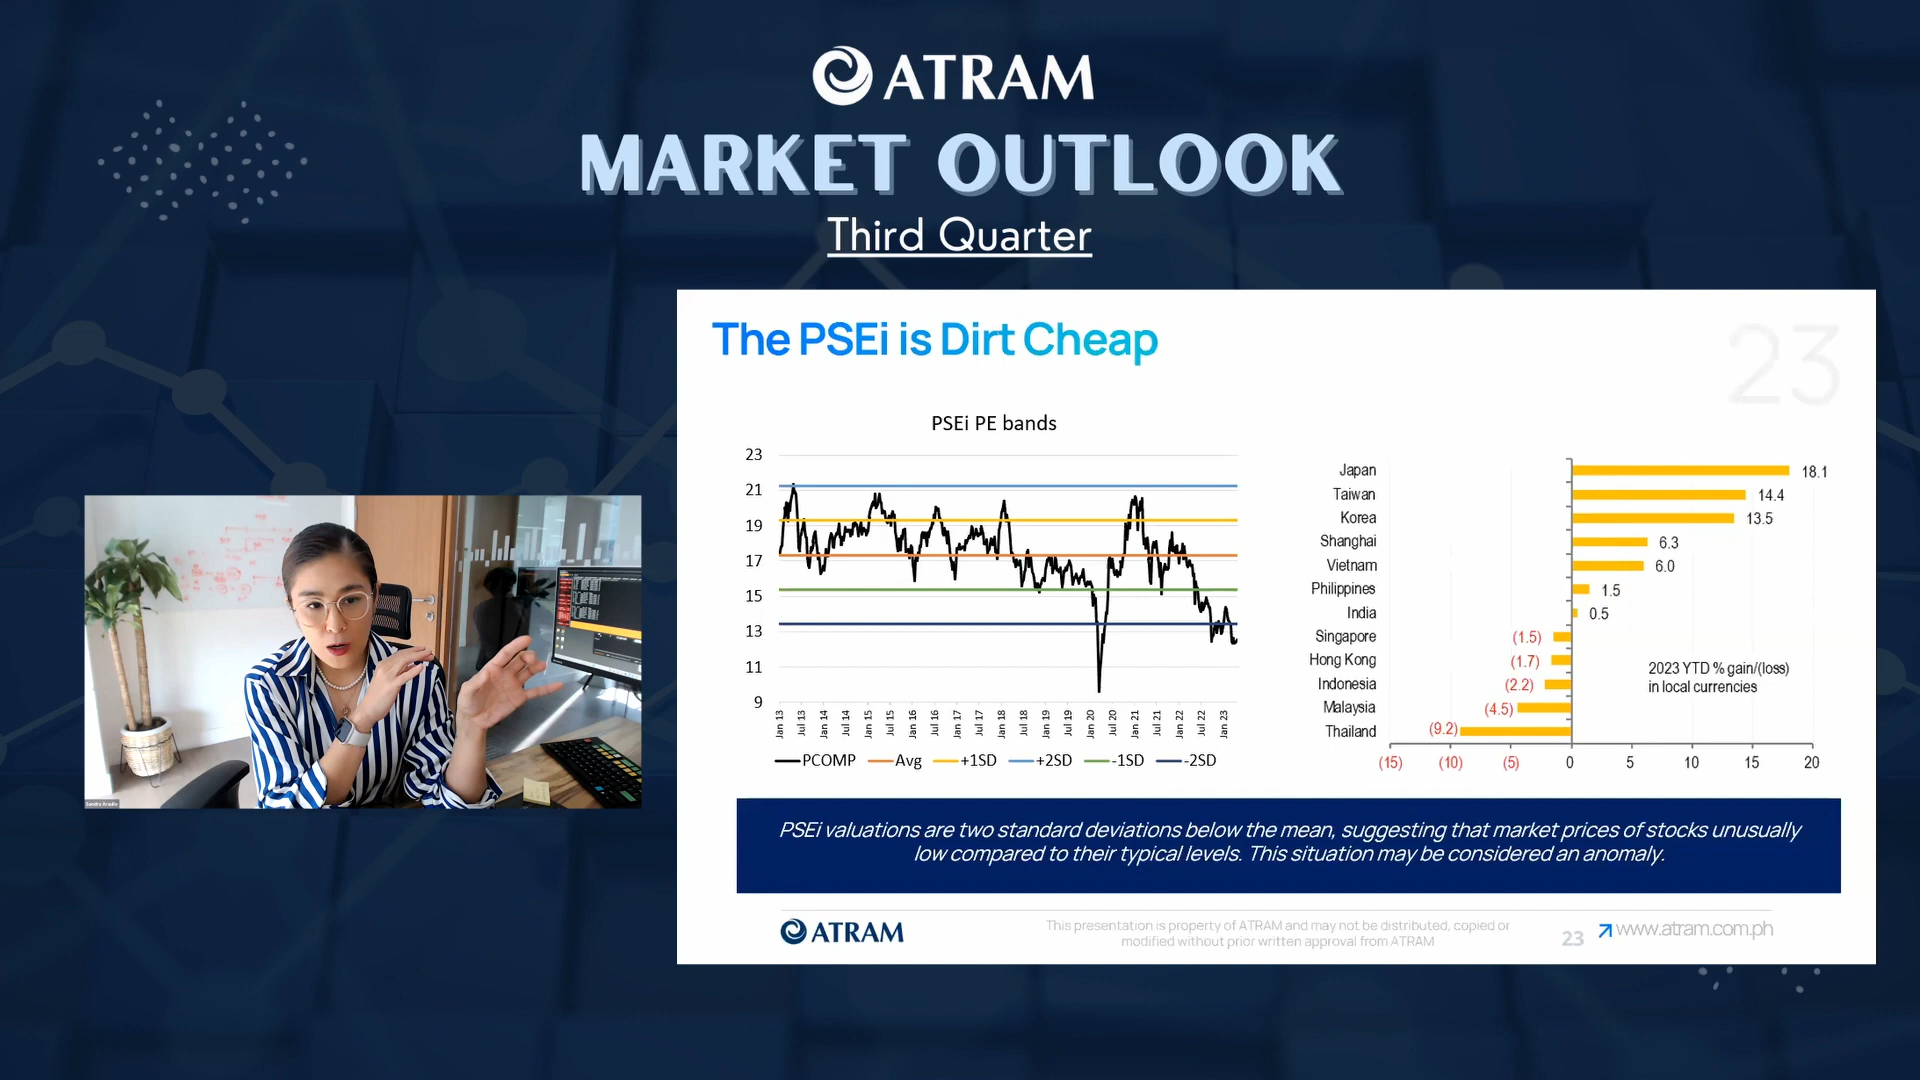 ATRAM
MARKET OUTLOOK
Third Quarter
The PSEi is Dirt Cheap
23
PSEi PE bands
23
21
19
17
15
13
11
9
Jan 13
Jul 13
Jan 14
Jul 14
Jan 15
Jul 15
Jan 16
Jul 16
Jan 17
Jul 17
Jan 18
Jul 18
Jan 19
Jul 19
Jan 20
Jul 20
Jan 21
Jul 21
Jan 22
Jul 22
Jan 23
PCOMP Avg +1SD +2SD -1SD -2SD
Japan 18.1
Taiwan 14.4
Korea 13.5
Shanghai 6.3
Vietnam 6.0
Philippines 1.5
India 0.5
Singapore (1.5)
Hong Kong (1.7)
Indonesia (2.2)
Malaysia (4.5)
Thailand (9.2)
2023 YTD % gain/(loss)
in local currencies
(15) (10) (5) 0 5 10 15 20
PSEi valuations are two standard deviations below the mean, suggesting that market prices of stocks unusually
low compared to their typical levels. This situation may be considered an anomaly.
ATRAM
This presentation is property of ATRAM and may not be distributed, copied or
modified without prior written approval from ATRAM
23
www.atram.com.ph